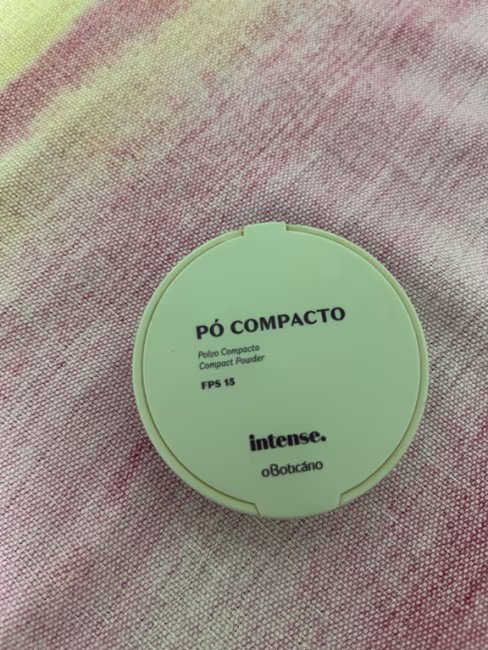 PÓ COMPACTO
Polvo Compacto
Compact Powder
FPS 15
intense.
oBoticário